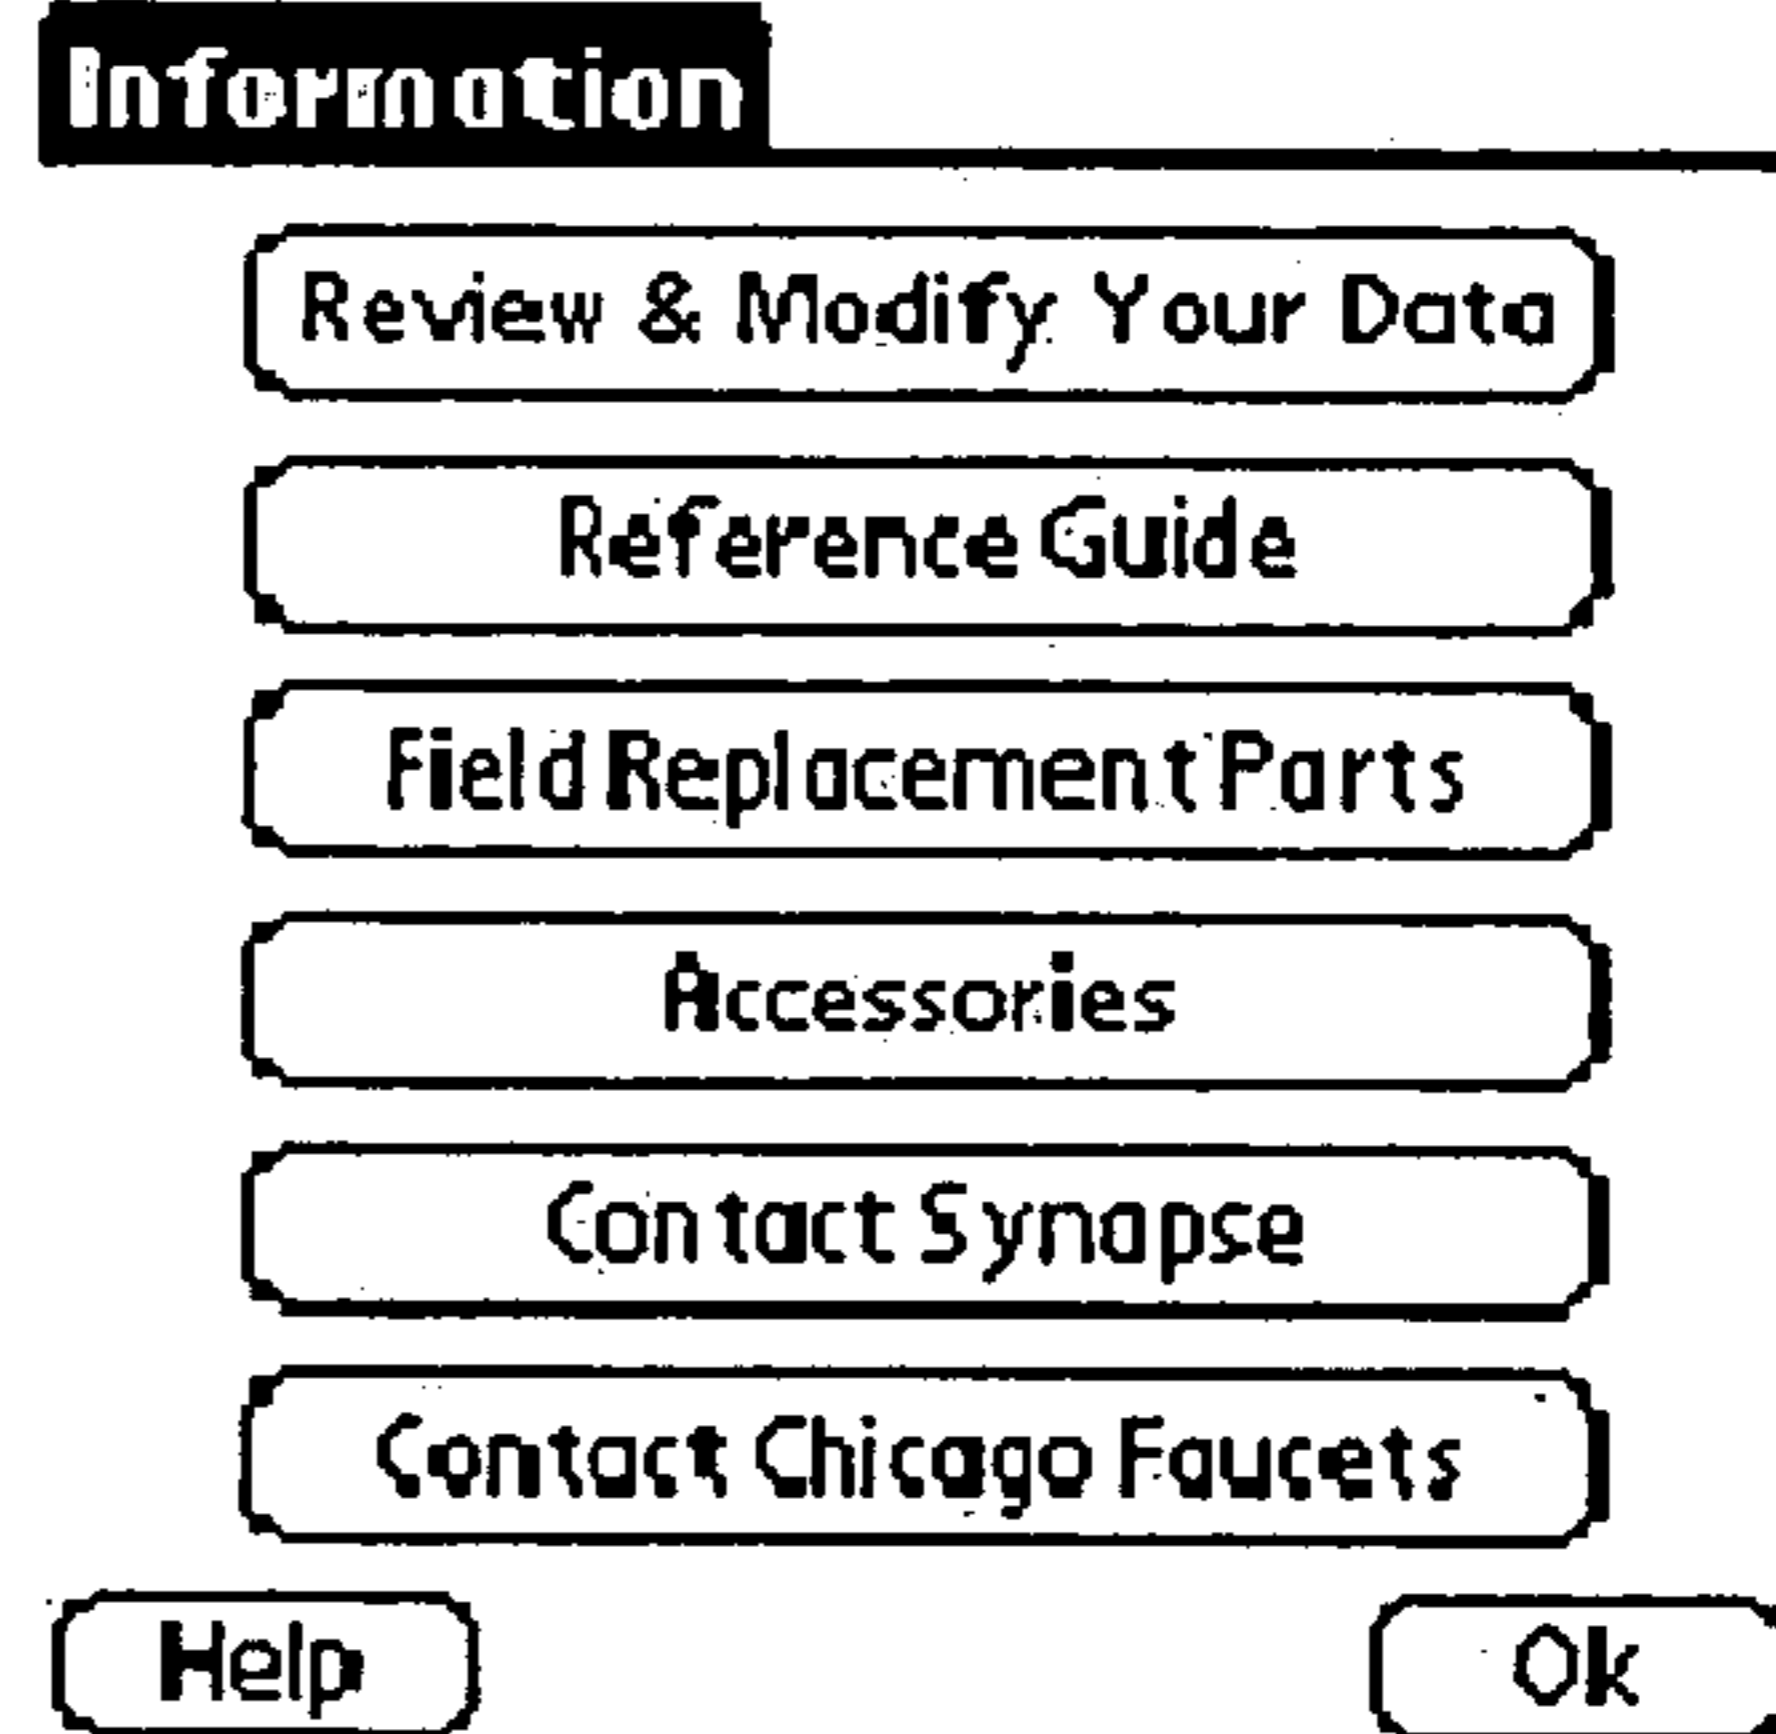 Information
Review & Modify Your Data
Reference Guide
Field Replacement Parts
Accessories
Contact Synapse
Contact Chicago Faucets
Help Ok